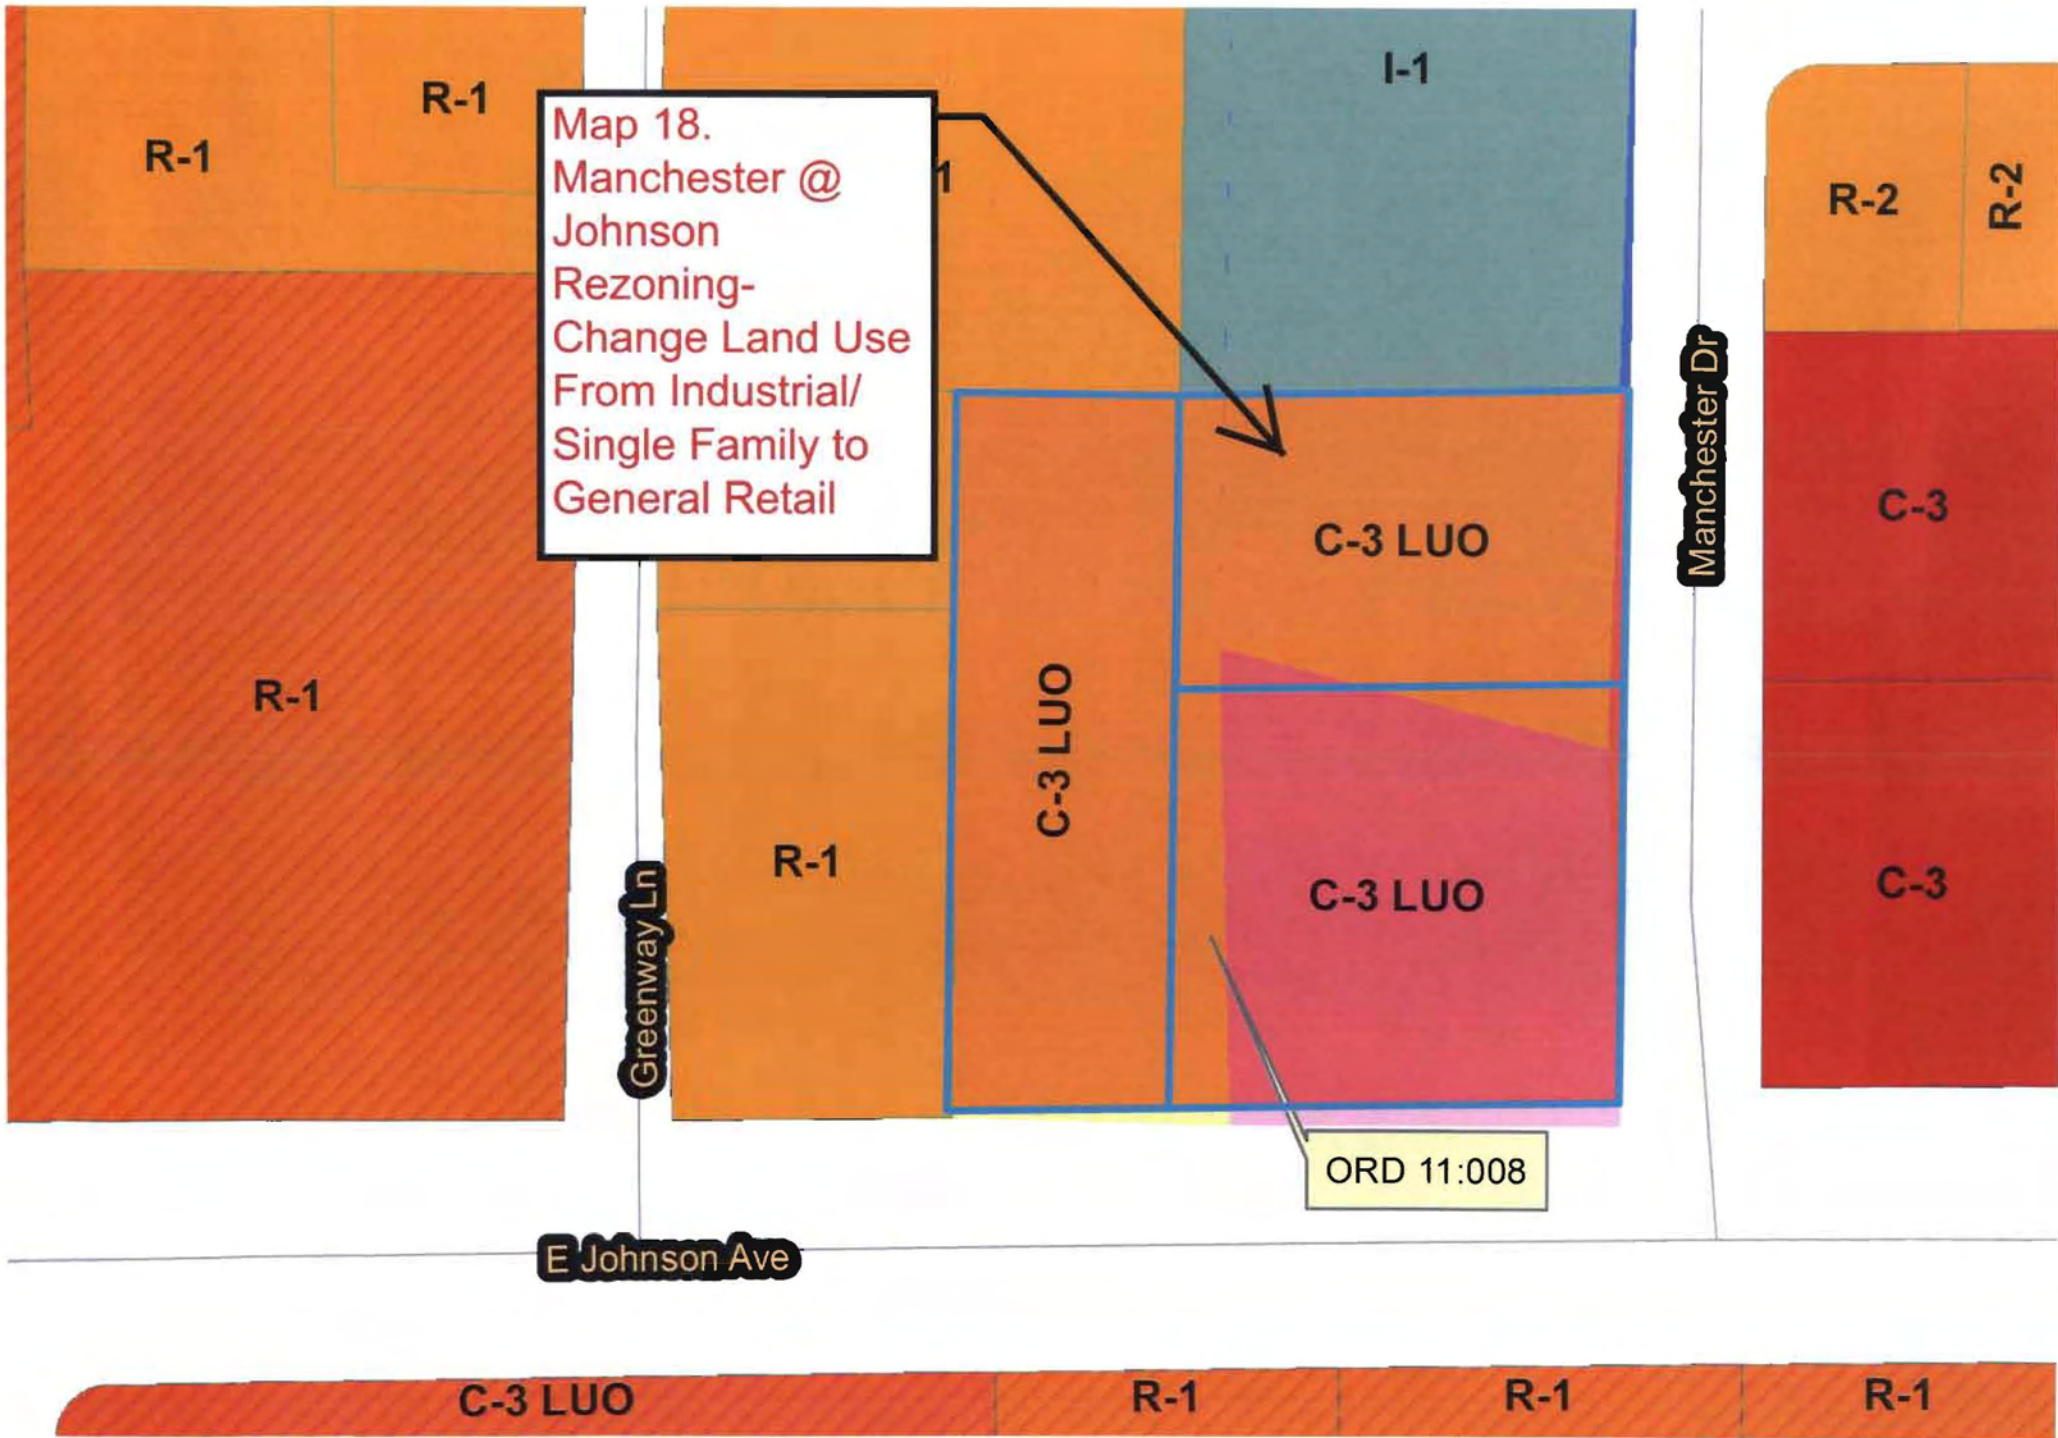 I-1
R-1
R-1
Map 18.
Manchester @
Johnson
Rezoning-
Change Land Use
From Industrial/
Single Family to
General Retail
1
R-2
R-2
Manchester Dr
C-3
C-3 LUO
R-1
C-3 LUO
R-1
C-3 LUO
C-3
Greenway Ln
ORD 11:008
E Johnson Ave
C-3 LUO
R-1
R-1
R-1